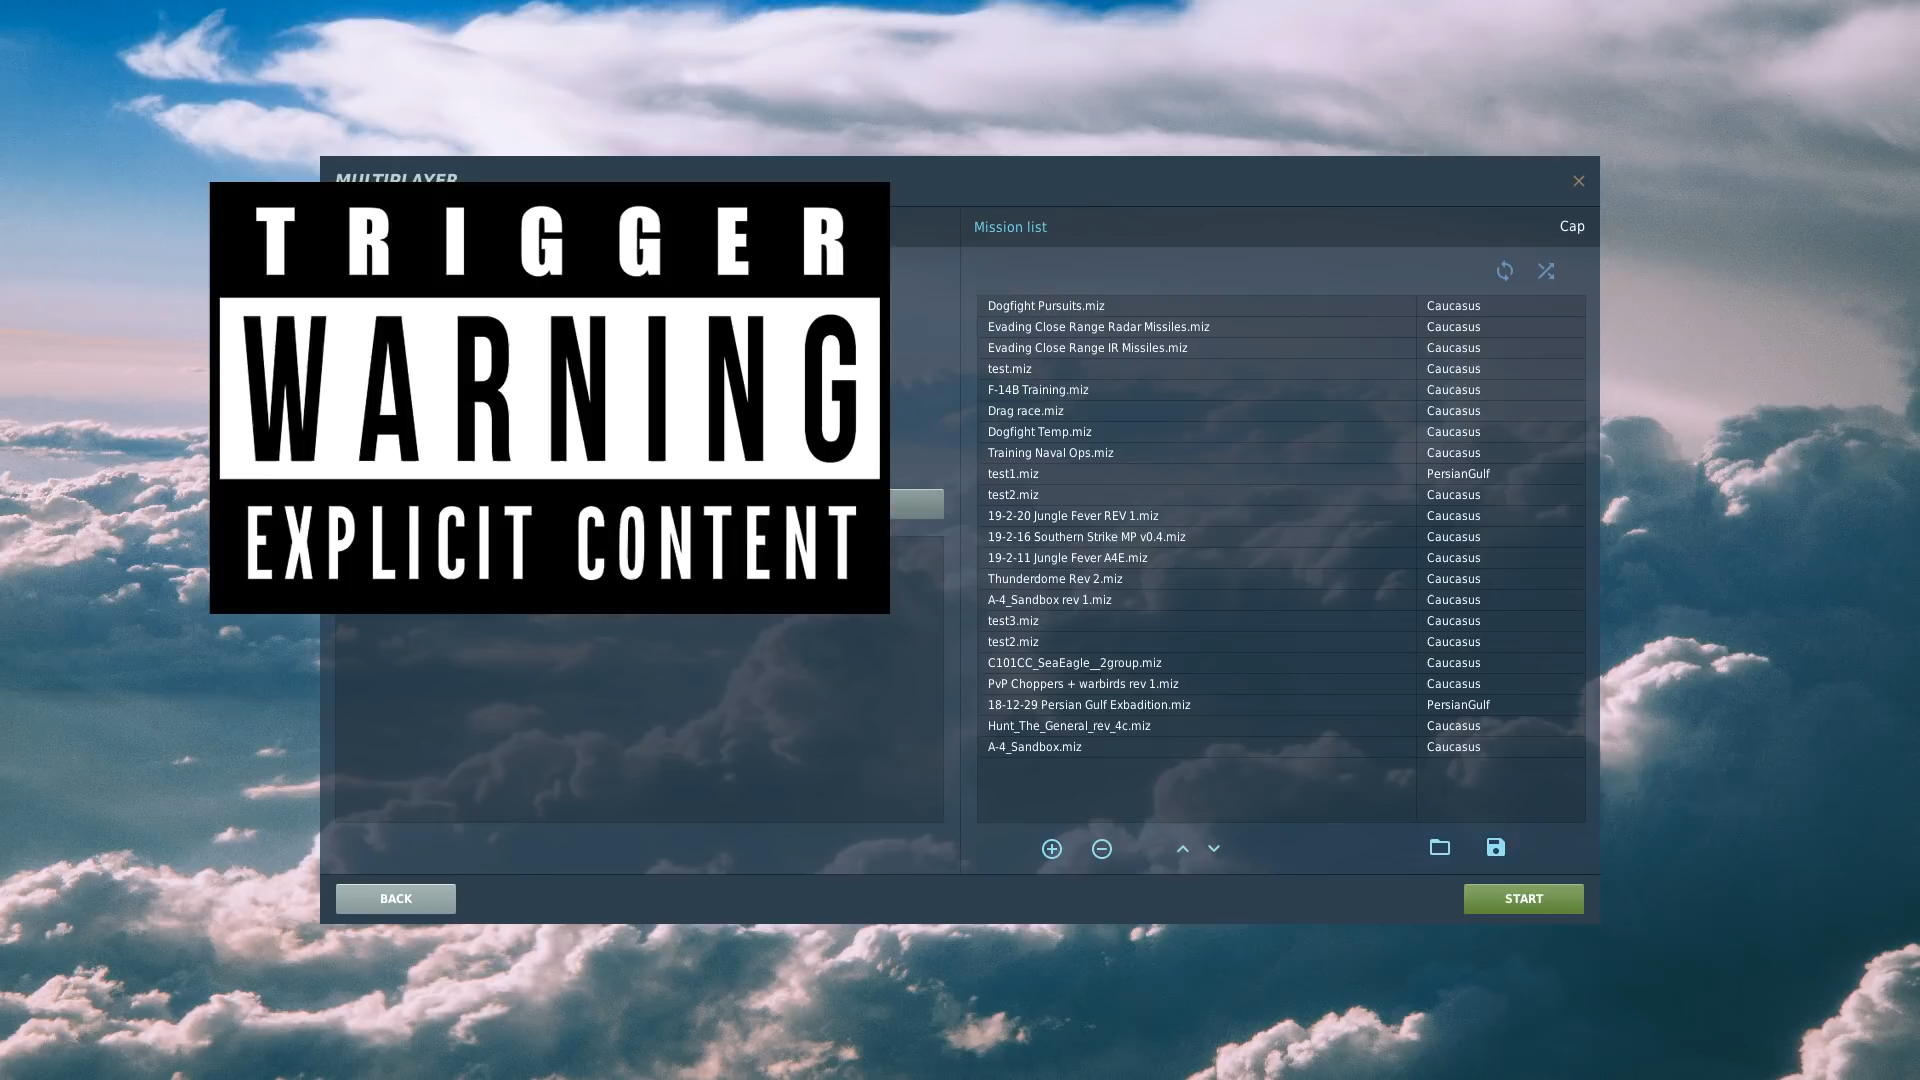 MULTIPLAYER
TRIGGER
WARNING
EXPLICIT CONTENT
Mission list
Cap
Dogfight Pursuits.miz Caucasus
Evading Close Range Radar Missiles.miz Caucasus
Evading Close Range IR Missiles.miz Caucasus
test.miz Caucasus
F-14B Training.miz Caucasus
Drag race.miz Caucasus
Dogfight Temp.miz Caucasus
Training Naval Ops.miz Caucasus
test1.miz PersianGulf
test2.miz Caucasus
19-2-20 Jungle Fever REV 1.miz Caucasus
19-2-16 Southern Strike MP v0.4.miz Caucasus
19-2-11 Jungle Fever A4E.miz Caucasus
Thunderdome Rev 2.miz Caucasus
A-4_Sandbox rev 1.miz Caucasus
test3.miz Caucasus
test2.miz Caucasus
C101CC_SeaEagle__2group.miz Caucasus
PvP Choppers + warbirds rev 1.miz Caucasus
18-12-29 Persian Gulf Exbadition.miz PersianGulf
Hunt_The_General_rev_4c.miz Caucasus
A-4_Sandbox.miz Caucasus
BACK
START